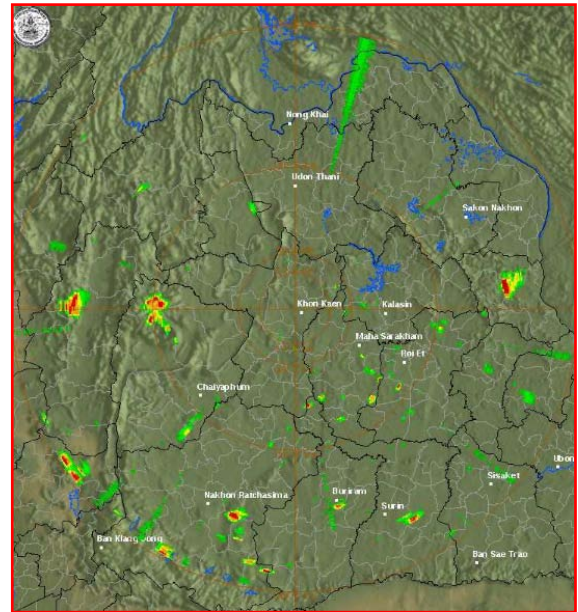 Nong Khai
Udon Thani
Sakon Nakhon
Khon Kaen
Kalasin
Maha Sarakham
Roi Et
Chaiyaphum
Nakhon Ratchasima
Buriram
Surin
Sisaket
Ubon
Ban Klang Dong
Ban Sae Trao